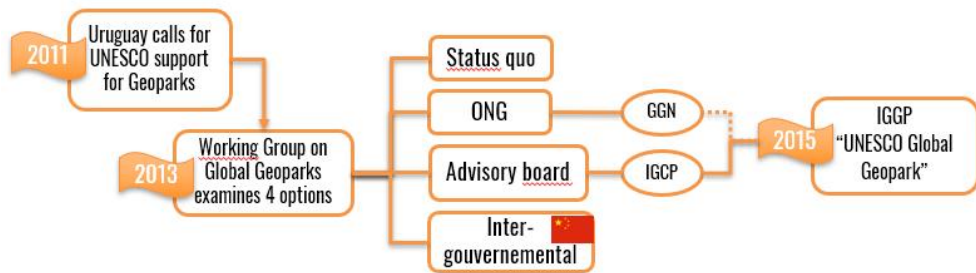 2011
Uruguay calls for
UNESCO support
for Geoparks
2013
Working Group on
Global Geoparks
examines 4 options
Status quo
ONG
GGN
Advisory board
IGCP
Inter-
gouvernemental
2015
IGGP
“UNESCO Global
Geopark”